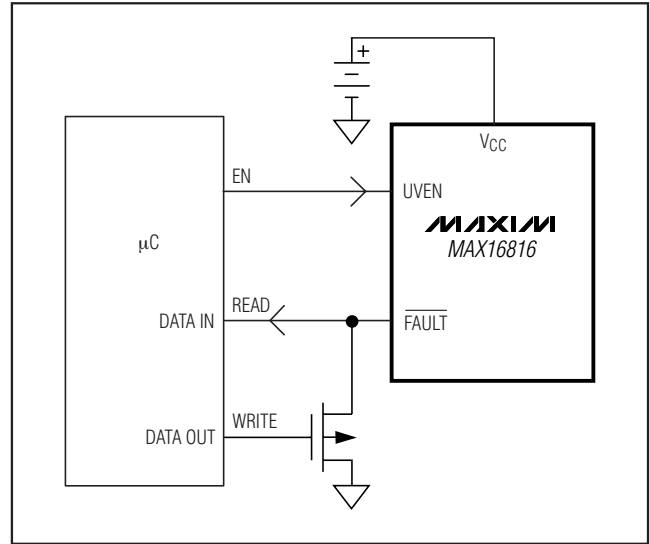 +
VCC
EN
UVEN
MAXIM
MAX16816
μC
READ
DATA IN
FAULT
WRITE
DATA OUT